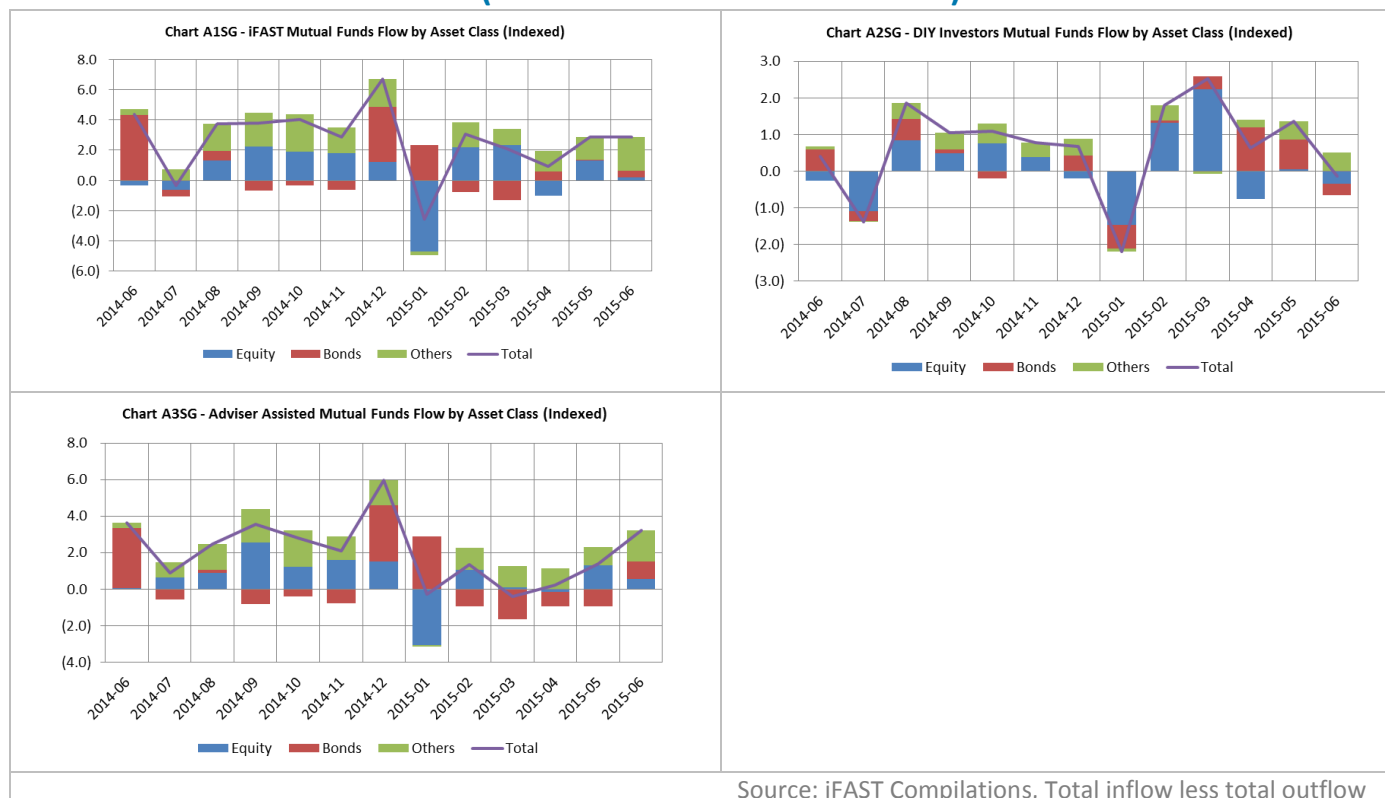 Chart A1SG - iFAST Mutual Funds Flow by Asset Class (Indexed)
8.0
6.0
4.0
2.0
0.0
(2.0)
(4.0)
(6.0)
2014-06 2014-07 2014-08 2014-09 2014-10 2014-11 2014-12 2015-01 2015-02 2015-03 2015-04 2015-05 2015-06
Equity Bonds Others Total
Chart A2SG - DIY Investors Mutual Funds Flow by Asset Class (Indexed)
3.0
2.0
1.0
0.0
(1.0)
(2.0)
(3.0)
2014-06 2014-07 2014-08 2014-09 2014-10 2014-11 2014-12 2015-01 2015-02 2015-03 2015-04 2015-05 2015-06
Equity Bonds Others Total
Chart A3SG - Adviser Assisted Mutual Funds Flow by Asset Class (Indexed)
8.0
6.0
4.0
2.0
0.0
(2.0)
(4.0)
2014-06 2014-07 2014-08 2014-09 2014-10 2014-11 2014-12 2015-01 2015-02 2015-03 2015-04 2015-05 2015-06
Equity Bonds Others Total
Source: iFAST Compilations. Total inflow less total outflow